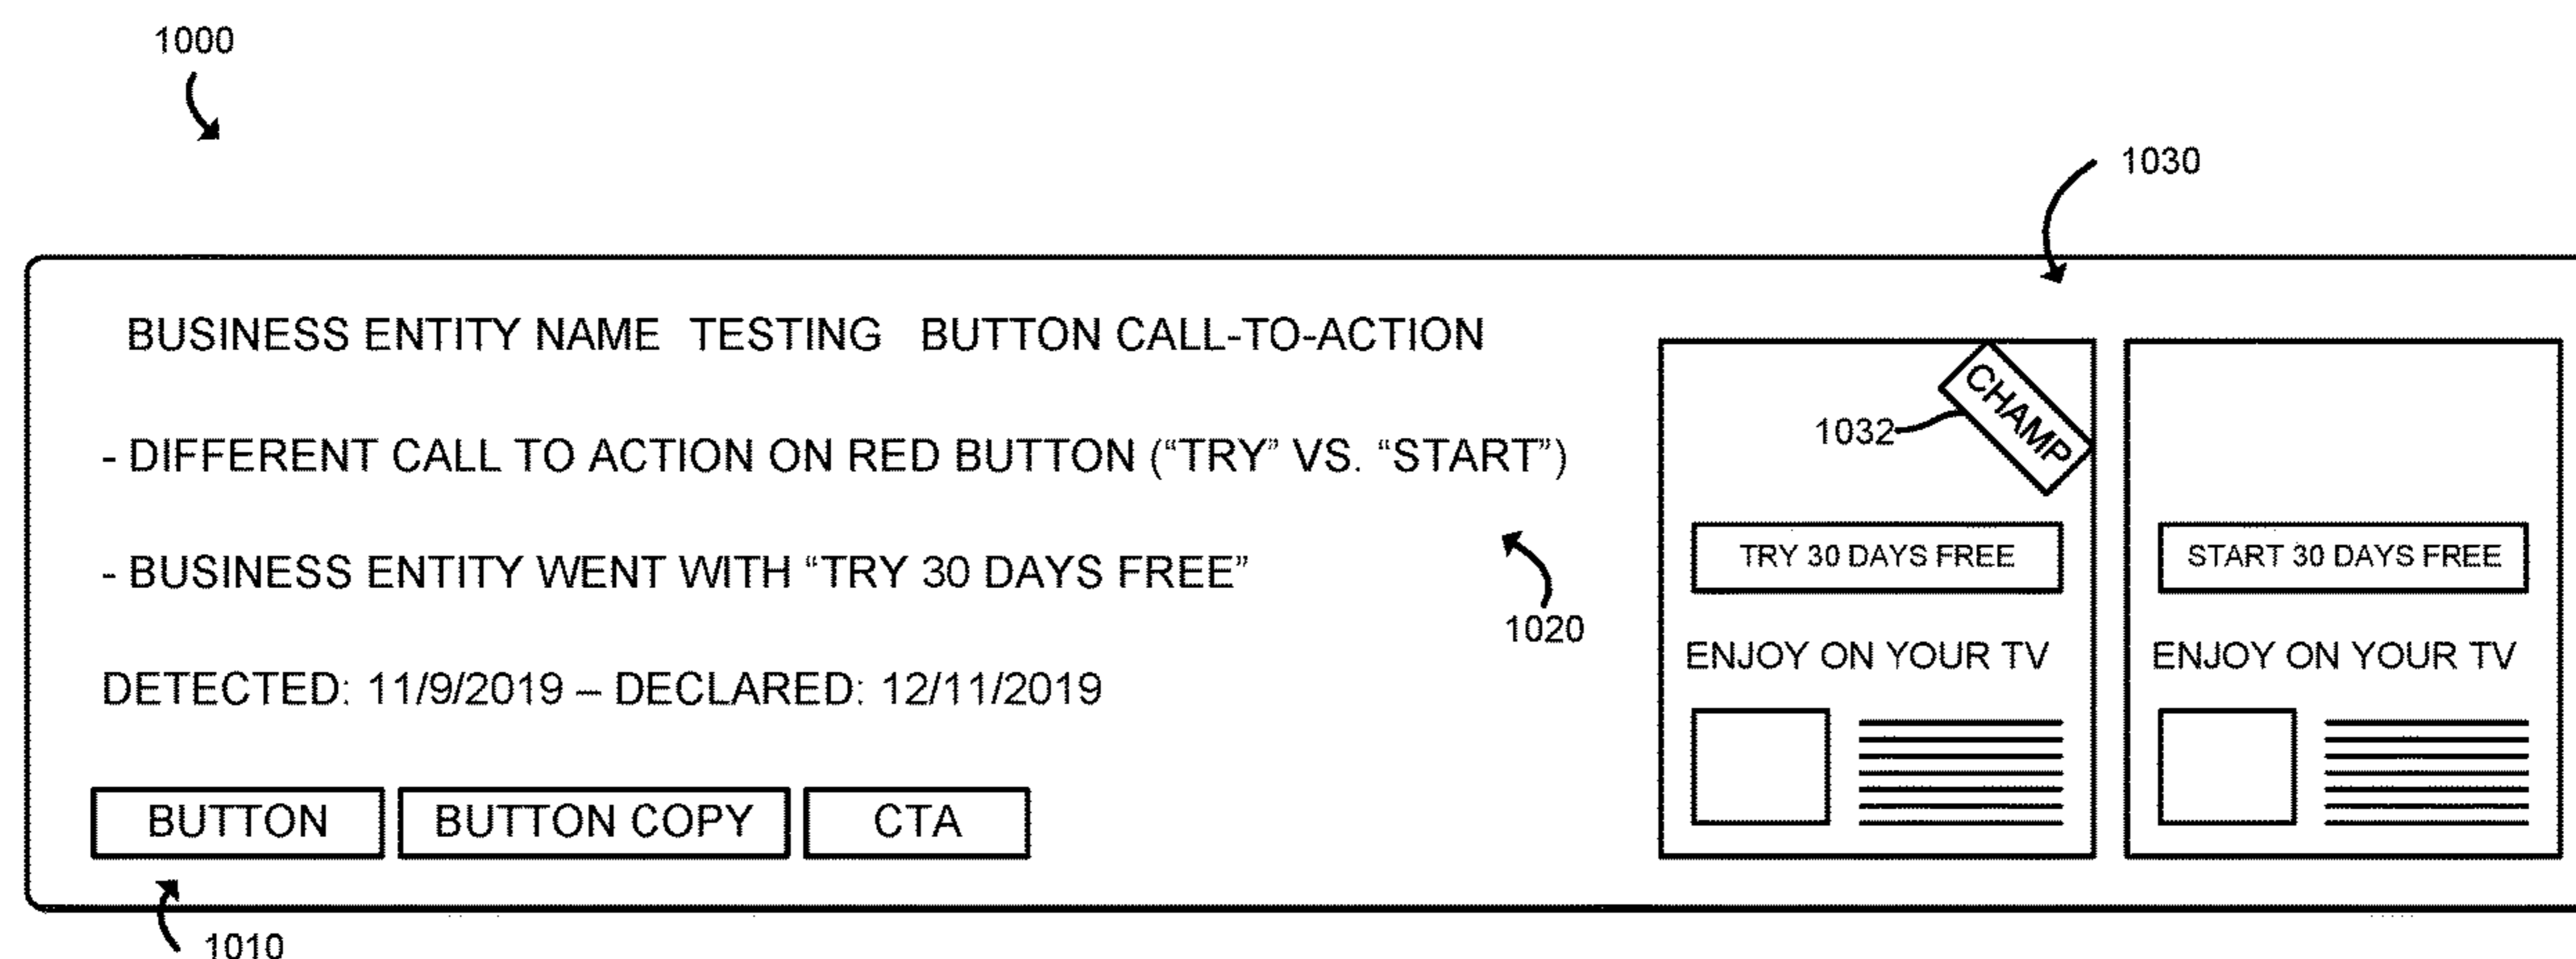 1000
1030
BUSINESS ENTITY NAME TESTING BUTTON CALL-TO-ACTION
- DIFFERENT CALL TO ACTION ON RED BUTTON (“TRY” VS. “START”)
- BUSINESS ENTITY WENT WITH “TRY 30 DAYS FREE”
1020
DETECTED: 11/9/2019 – DECLARED: 12/11/2019
BUTTON
BUTTON COPY
CTA
1010
CHAMP
1032
TRY 30 DAYS FREE
ENJOY ON YOUR TV
START 30 DAYS FREE
ENJOY ON YOUR TV